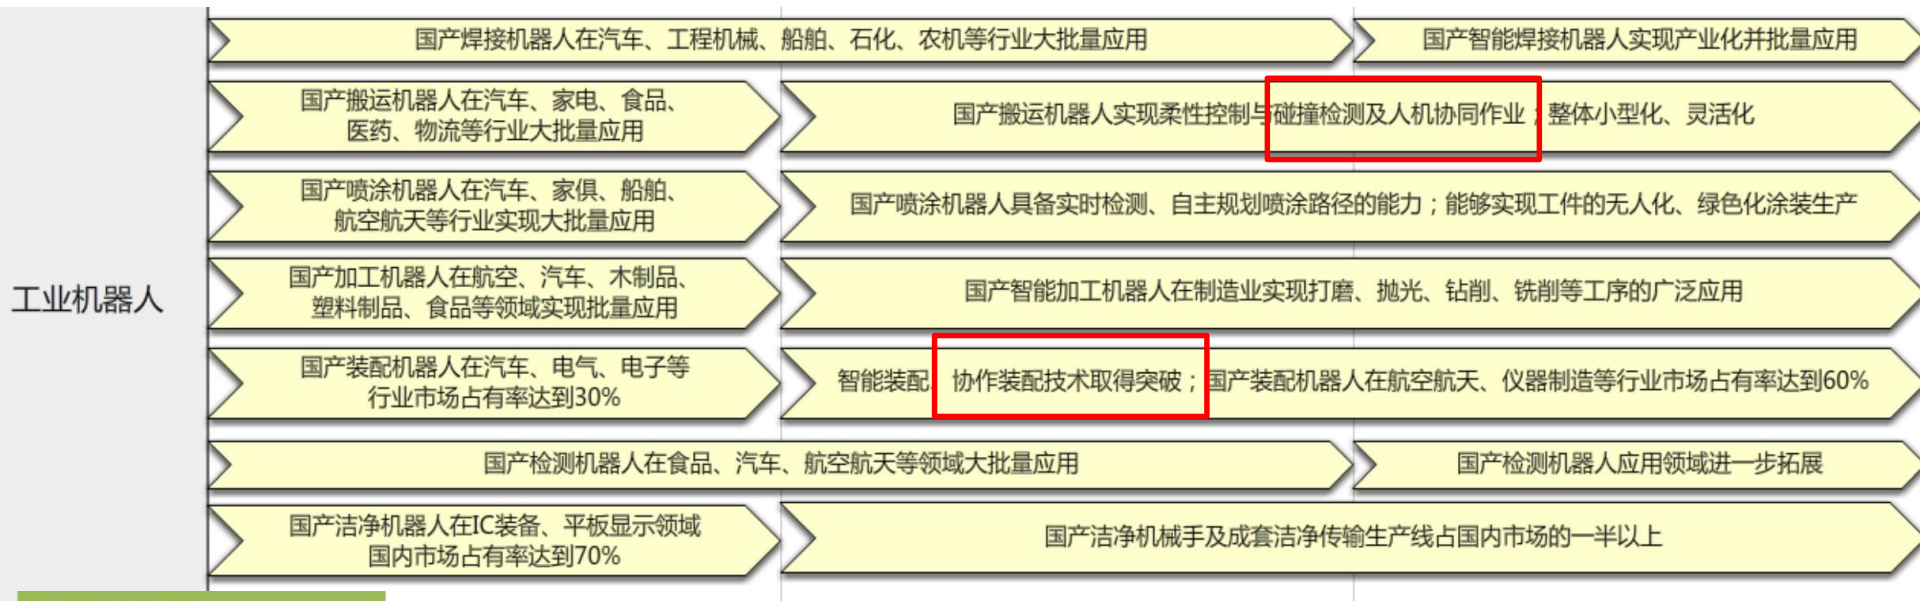 国产焊接机器人在汽车、工程机械、船舶、石化、农机等行业大批量应用
国产智能焊接机器人实现产业化并批量应用
国产搬运机器人在汽车、家电、食品、
医药、物流等行业大批量应用
国产搬运机器人实现柔性控制与碰撞检测及人机协同作业；整体小型化、灵活化
国产喷涂机器人在汽车、家俱、船舶、
航空航天等行业实现大批量应用
国产喷涂机器人具备实时检测、自主规划喷涂路径的能力；能够实现工件的无人化、绿色化涂装生产
工业机器人
国产加工机器人在航空、汽车、木制品、
塑料制品、食品等领域实现批量应用
国产智能加工机器人在制造业实现打磨、抛光、钻削、铣削等工序的广泛应用
国产装配机器人在汽车、电气、电子等
行业市场占有率达到30%
智能装配、协作装配技术取得突破；国产装配机器人在航空航天、仪器制造等行业市场占有率达到60%
国产检测机器人在食品、汽车、航空航天等领域大批量应用
国产检测机器人应用领域进一步拓展
国产洁净机器人在IC装备、平板显示领域
国内市场占有率达到70%
国产洁净机械手及成套洁净传输生产线占国内市场的一半以上